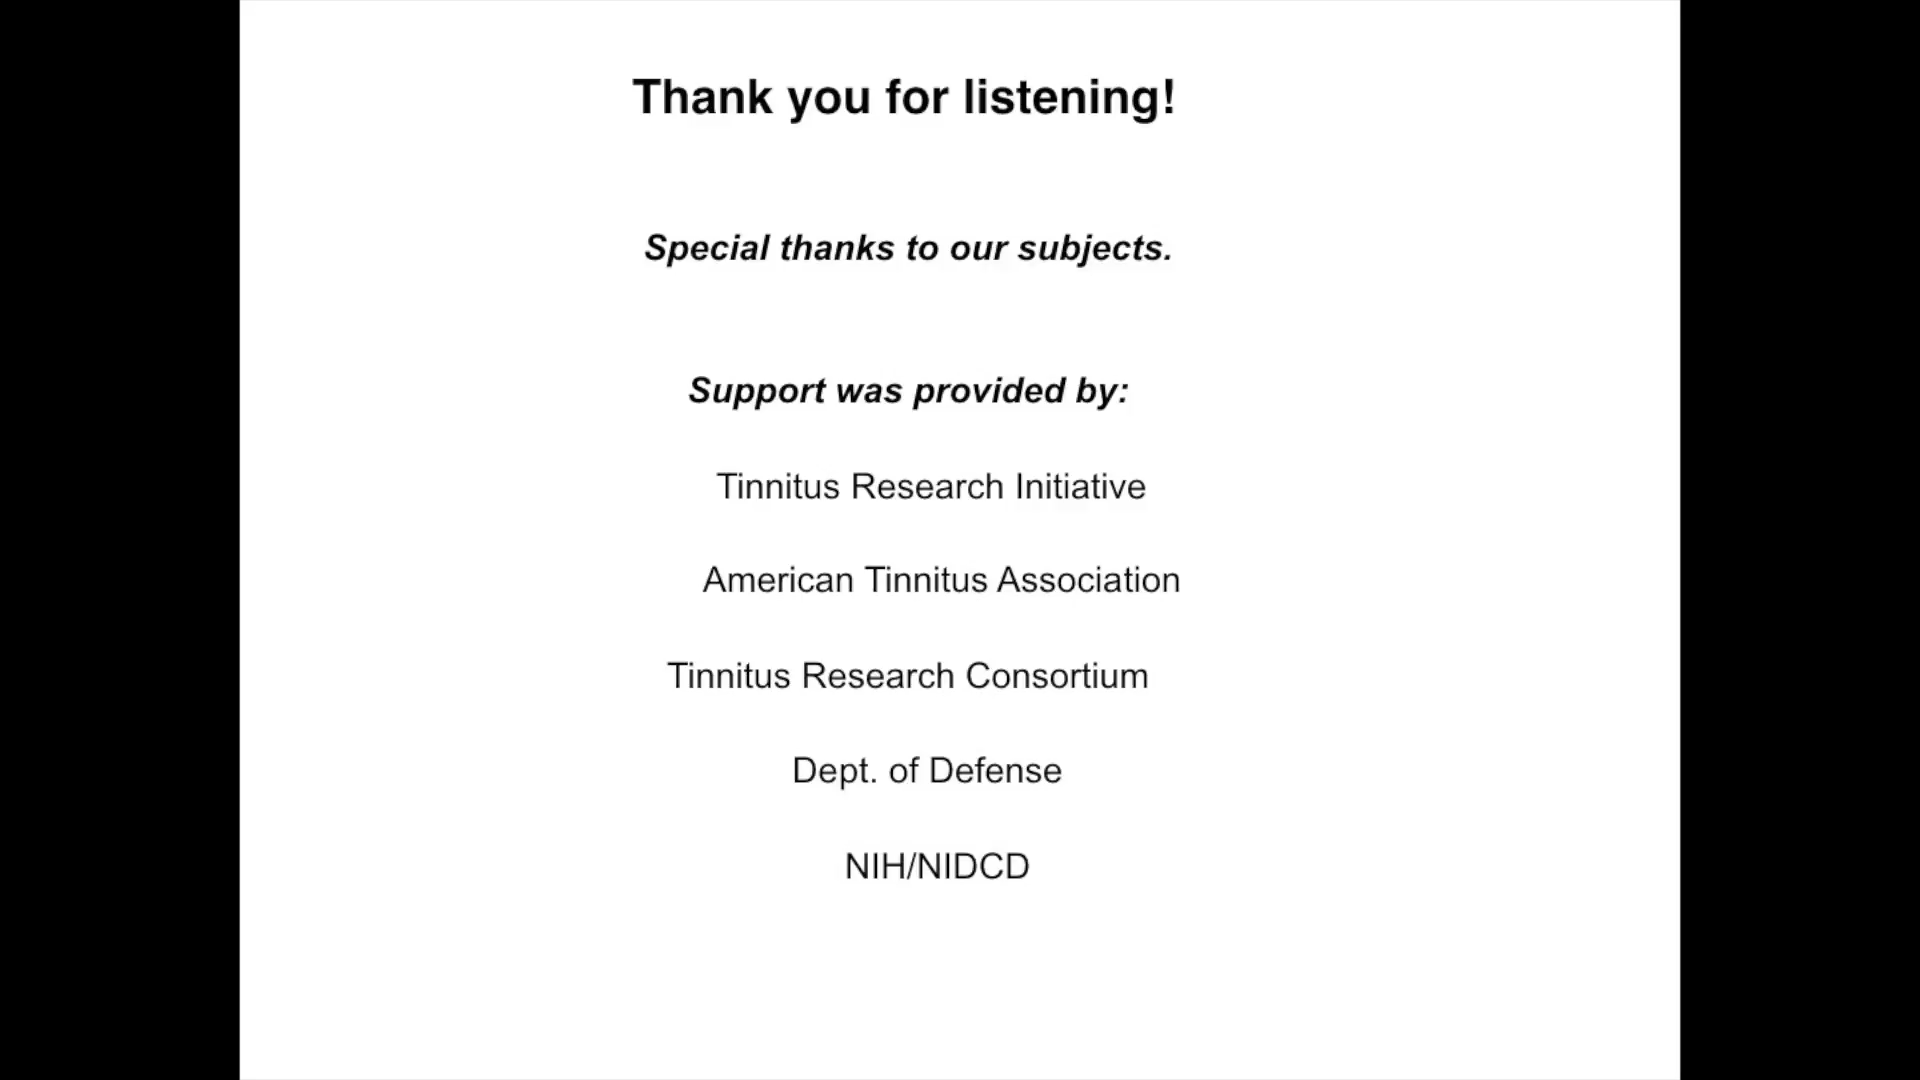 Thank you for listening!
Special thanks to our subjects.
Support was provided by:
Tinnitus Research Initiative
American Tinnitus Association
Tinnitus Research Consortium
Dept. of Defense
NIH/NIDCD